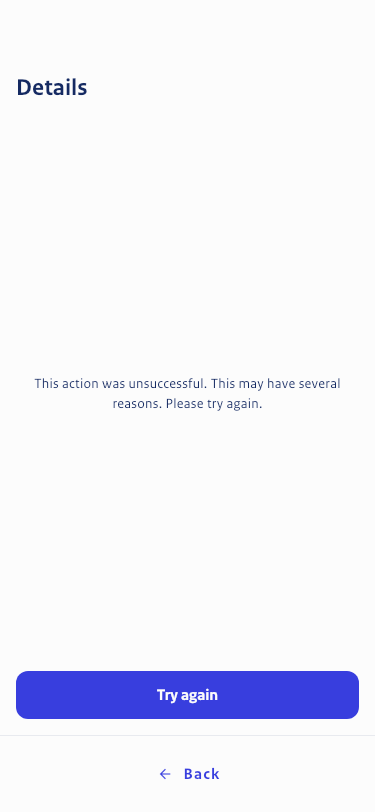 Details
This action was unsuccessful. This may have several
reasons. Please try again.
Try again
Back